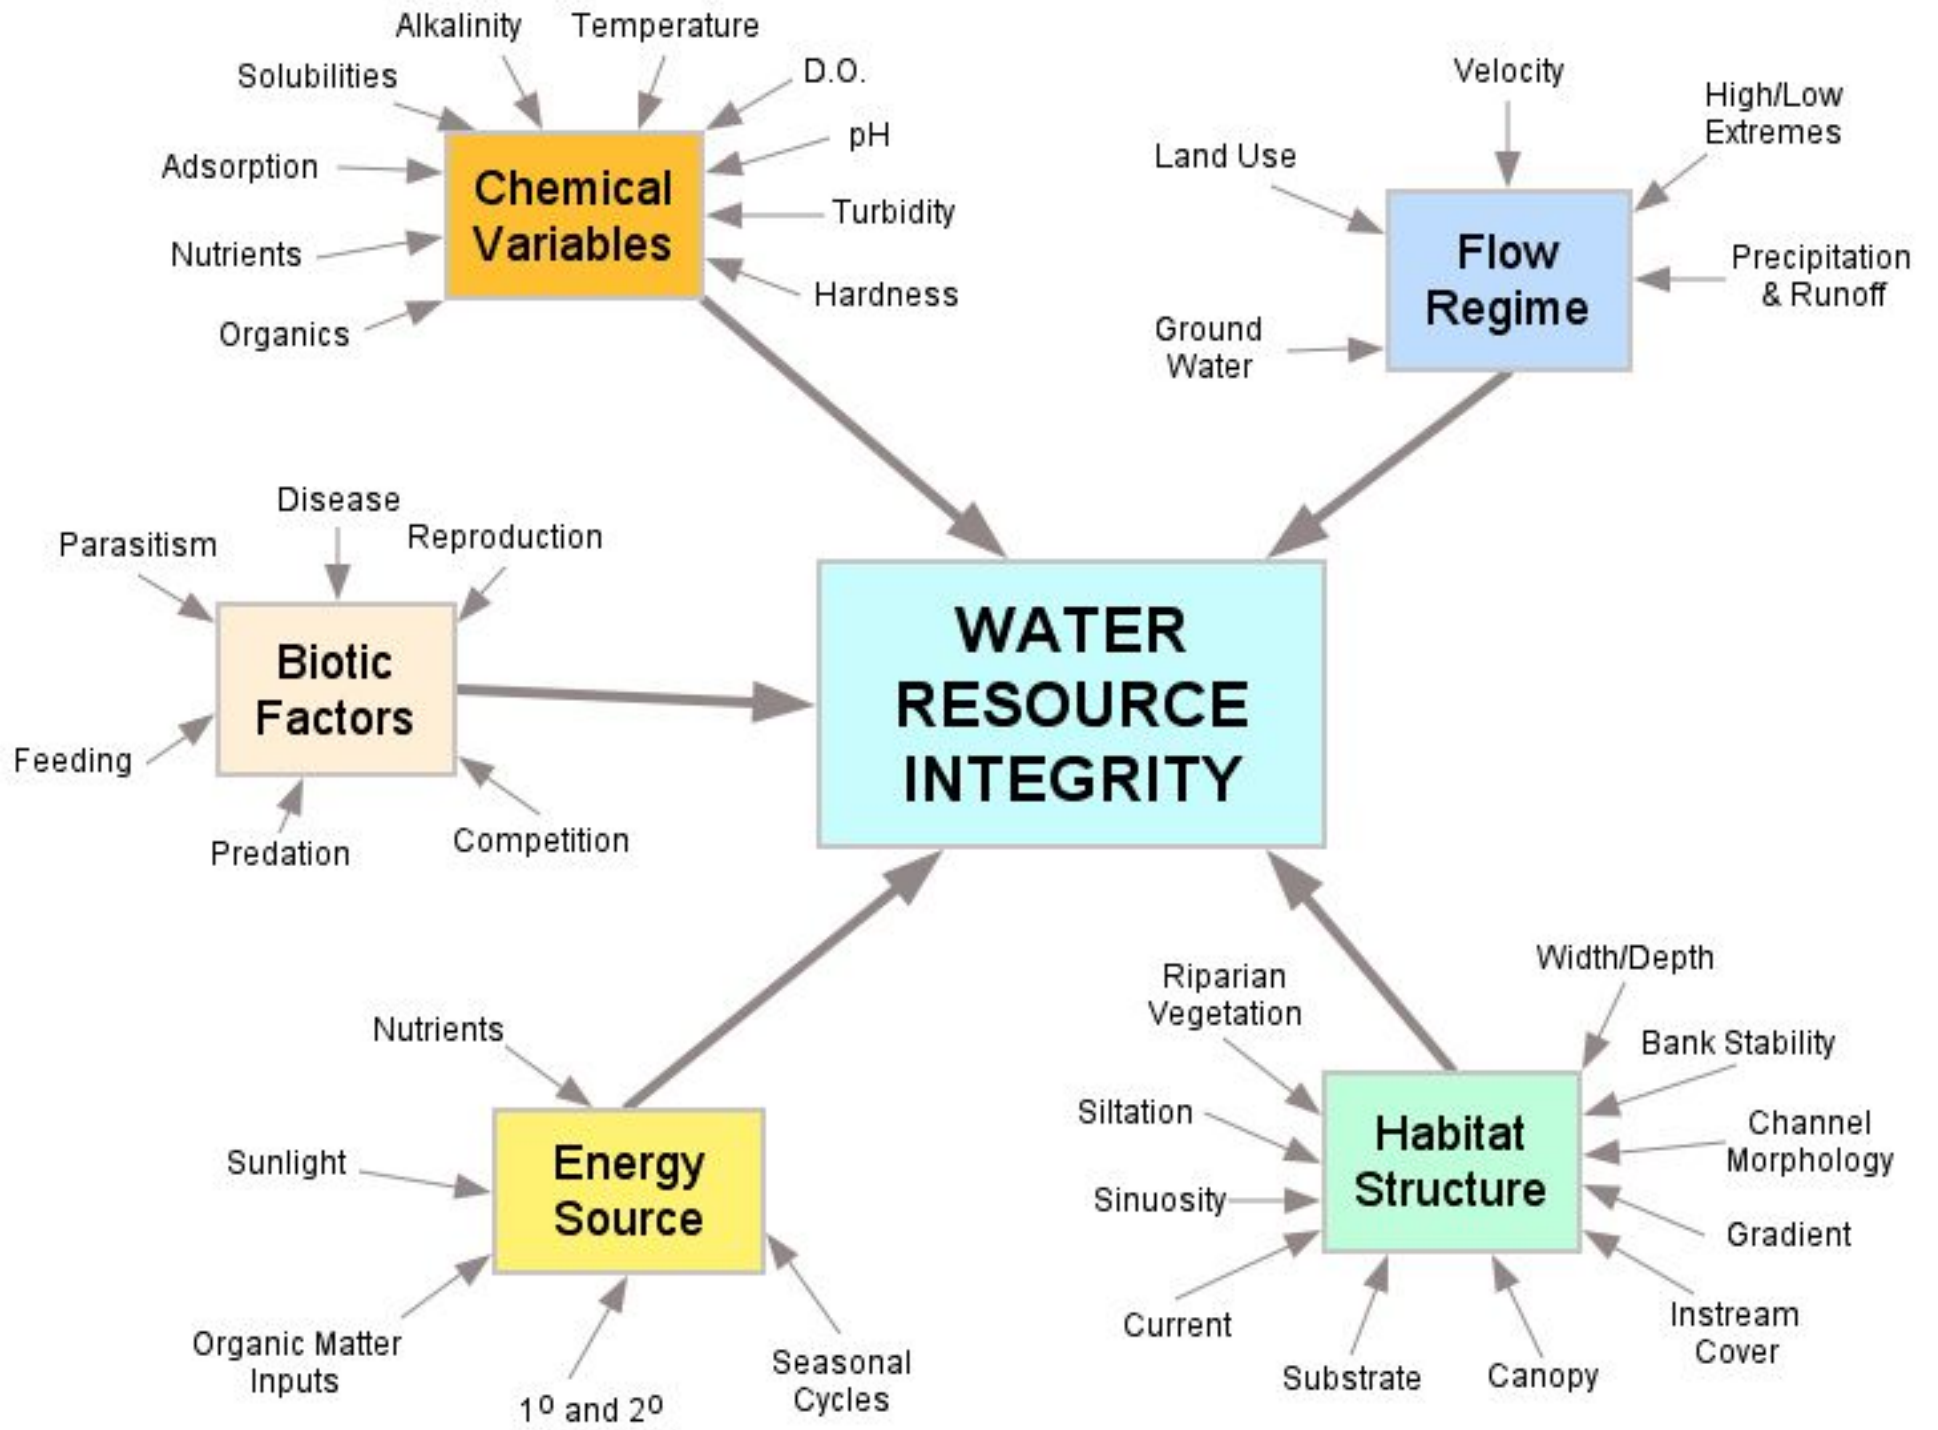 Alkalinity
Temperature
Solubilities
D.O.
Adsorption
pH
Nutrients
Turbidity
Organics
Hardness
Chemical
Variables
Velocity
High/Low
Extremes
Land Use
Precipitation
& Runoff
Ground
Water
Flow
Regime
Disease
Parasitism
Reproduction
Biotic
Factors
Feeding
Predation
Competition
WATER
RESOURCE
INTEGRITY
Nutrients
Sunlight
Energy
Source
Organic Matter
Inputs
1º and 2º
Seasonal
Cycles
Riparian
Vegetation
Width/Depth
Bank Stability
Siltation
Channel
Morphology
Habitat
Structure
Sinuosity
Gradient
Current
Instream
Cover
Substrate
Canopy